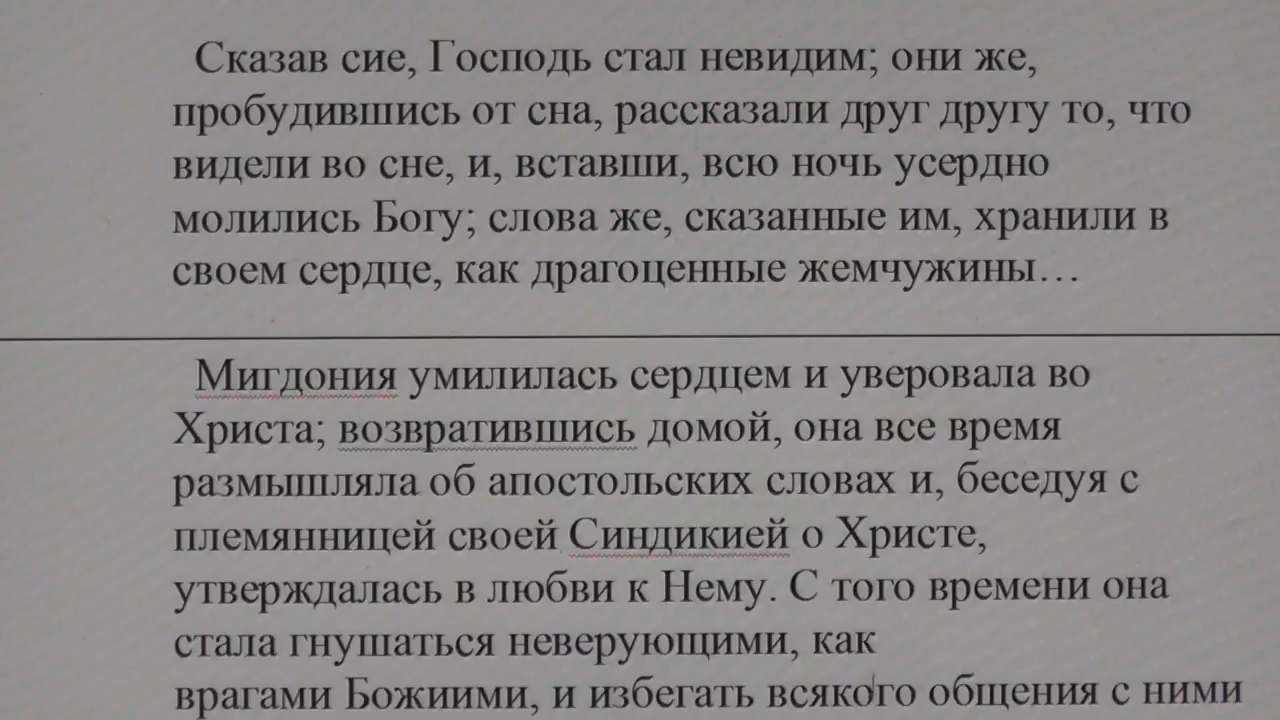 Сказав сие, Господь стал невидим; они же,
пробудившись от сна, рассказали друг другу то, что
видели во сне, и, вставши, всю ночь усердно
молились Богу; слова же, сказанные им, хранили в
своем сердце, как драгоценные жемчужины…
Мигдония умилилась сердцем и уверовала во
Христа; возвратившись домой, она все время
размышляла об апостольских словах и, беседуя с
племянницей своей Синдикией о Христе,
утверждалась в любви к Нему. С того времени она
стала гнушаться неверующими, как
врагами Божиими, и избегать всякого общения с ними